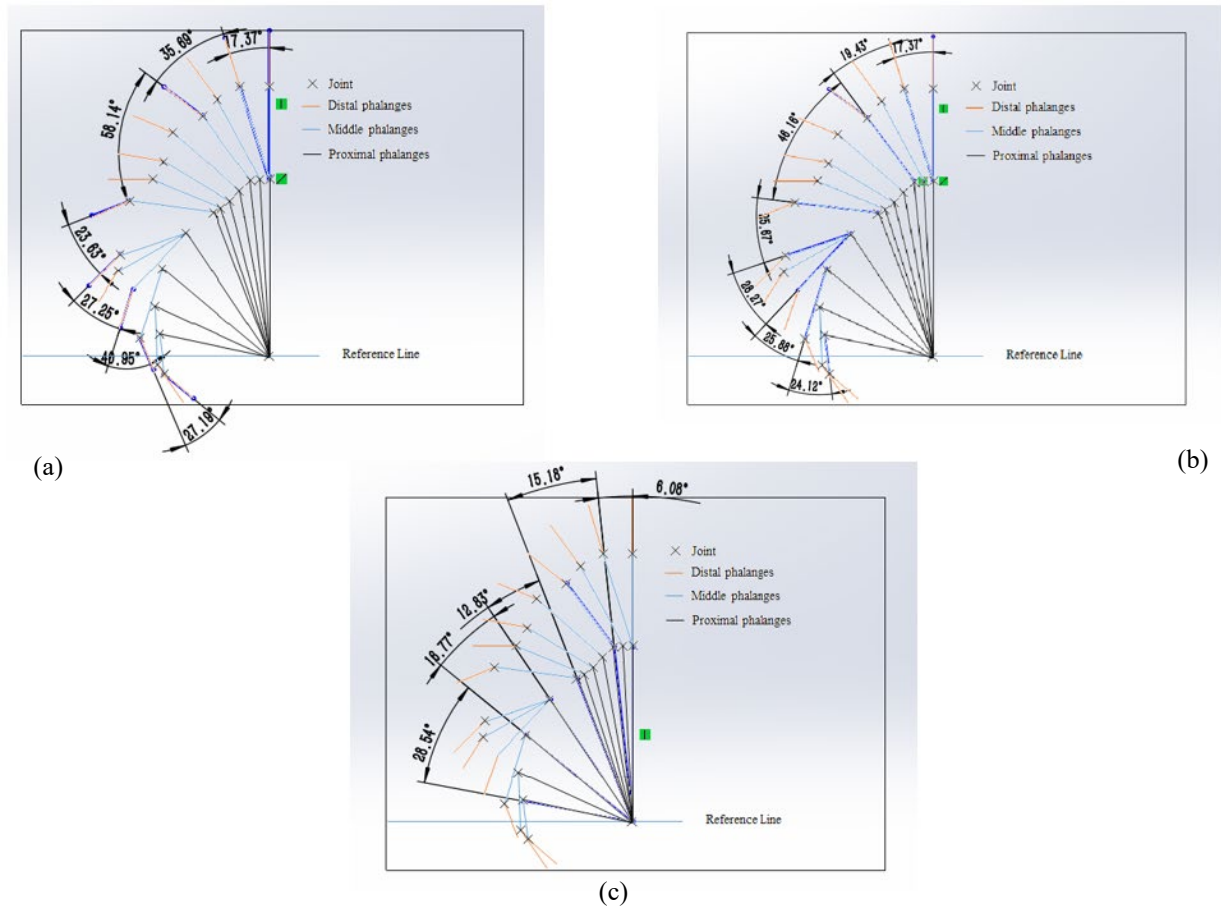 35.69°
17.37°
58.14°
Joint
Distal phalanges
Middle phalanges
Proximal phalanges
23.63°
27.25°
40.95°
27.19°
Reference Line
(a)
19.43°
17.37°
46.16°
Joint
Distal phalanges
Middle phalanges
Proximal phalanges
28.27°
25.88°
24.12°
Reference Line
(b)
15.18°
6.08°
12.83°
16.77°
28.54°
Joint
Distal phalanges
Middle phalanges
Proximal phalanges
Reference Line
(c)